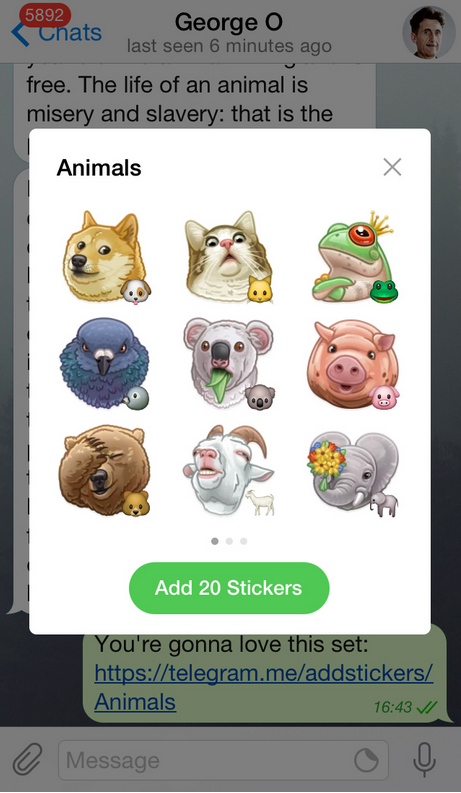 5892
Chats
George O
last seen 6 minutes ago
free. The life of an animal is
misery and slavery: that is the
Animals
Add 20 Stickers
You're gonna love this set:
https://telegram.me/addstickers/
Animals
16:43
Message